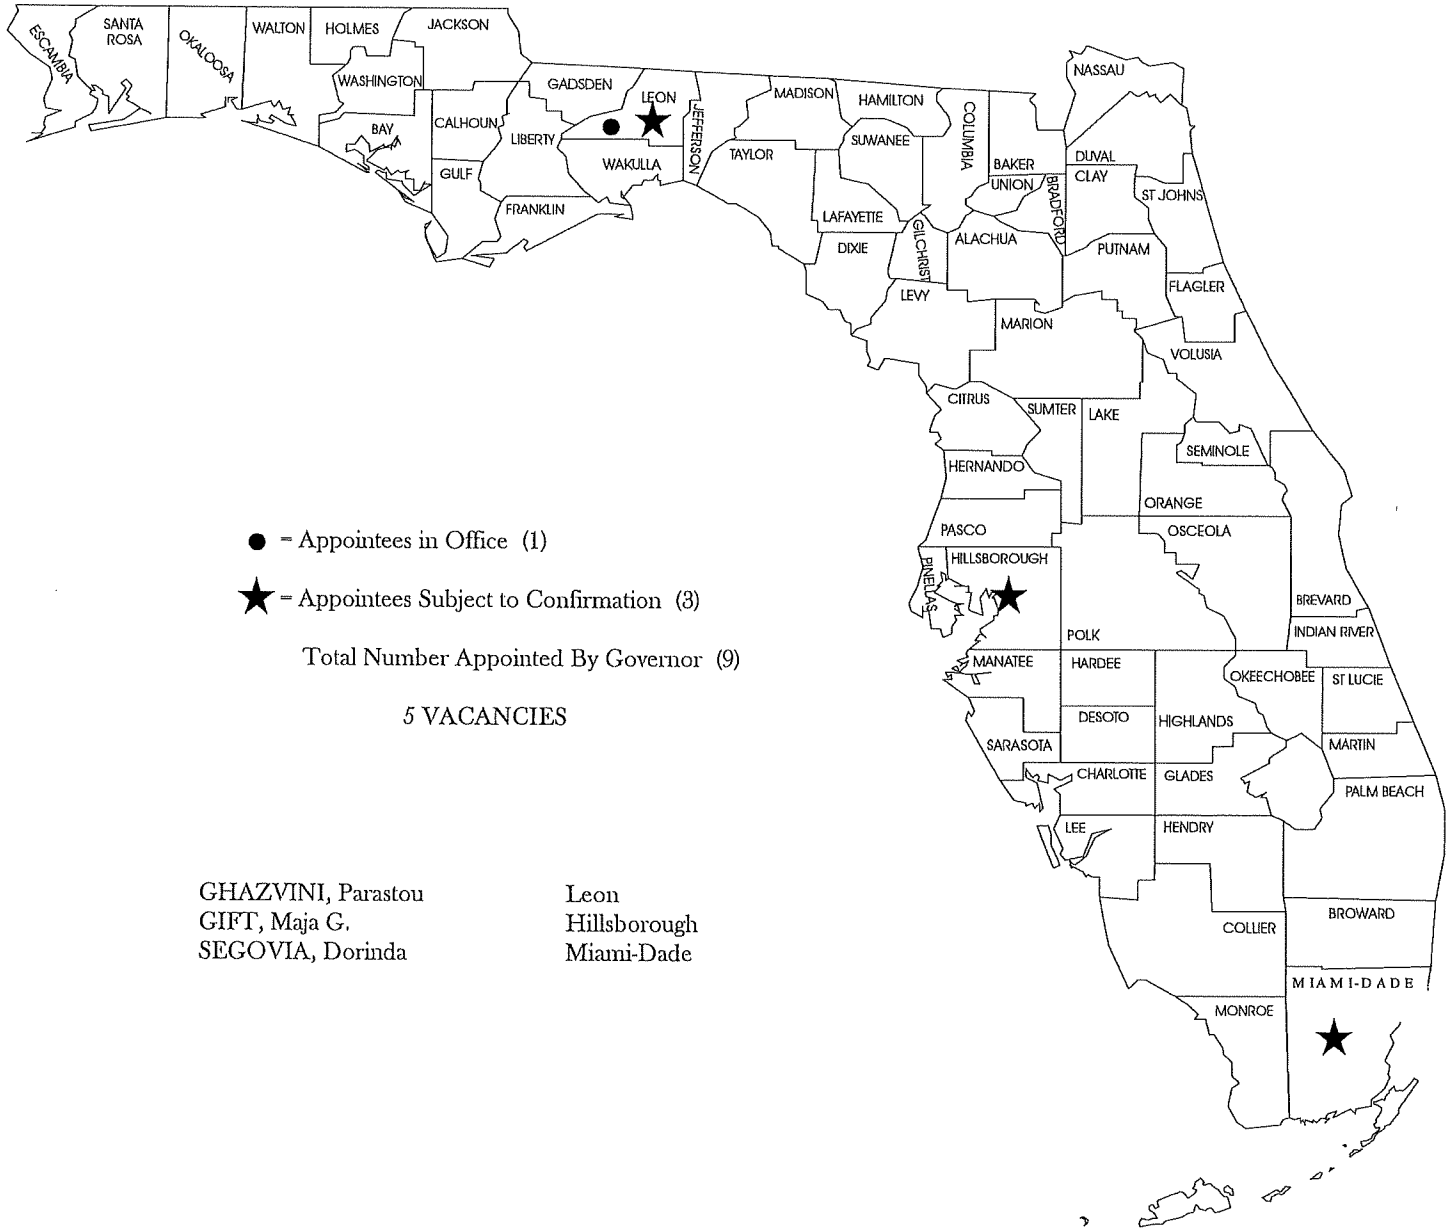 ESCAMBIA
SANTA
ROSA
OKALOOSA
WALTON
HOLMES
JACKSON
WASHINGTON
BAY
CALHOUN
GULF
GADSDEN
LIBERTY
FRANKLIN
LEON
WAKULLA
JEFFERSON
MADISON
TAYLOR
HAMILTON
SUWANEE
LAFAYETTE
DIXIE
COLUMBIA
GILCHRIST
NASSAU
BAKER
UNION
BRADFORD
DUVAL
CLAY
ST JOHNS
ALACHUA
PUTNAM
FLAGLER
LEVY
MARION
VOLUSIA
CITRUS
SUMTER
LAKE
SEMINOLE
HERNANDO
ORANGE
PASCO
OSCEOLA
HILLSBOROUGH
PINELLAS
BREVARD
POLK
INDIAN RIVER
MANATEE
HARDEE
OKEECHOBEE
ST LUCIE
DESOTO
HIGHLANDS
SARASOTA
MARTIN
CHARLOTTE
GLADES
PALM BEACH
LEE
HENDRY
BROWARD
COLLIER
MIAMI-DADE
MONROE
= Appointees in Office (1)
= Appointees Subject to Confirmation (3)
Total Number Appointed By Governor (9)
5 VACANCIES
GHAZVINI, Parastou Leon
GIFT, Maja G. Hillsborough
SEGOVIA, Dorinda Miami-Dade